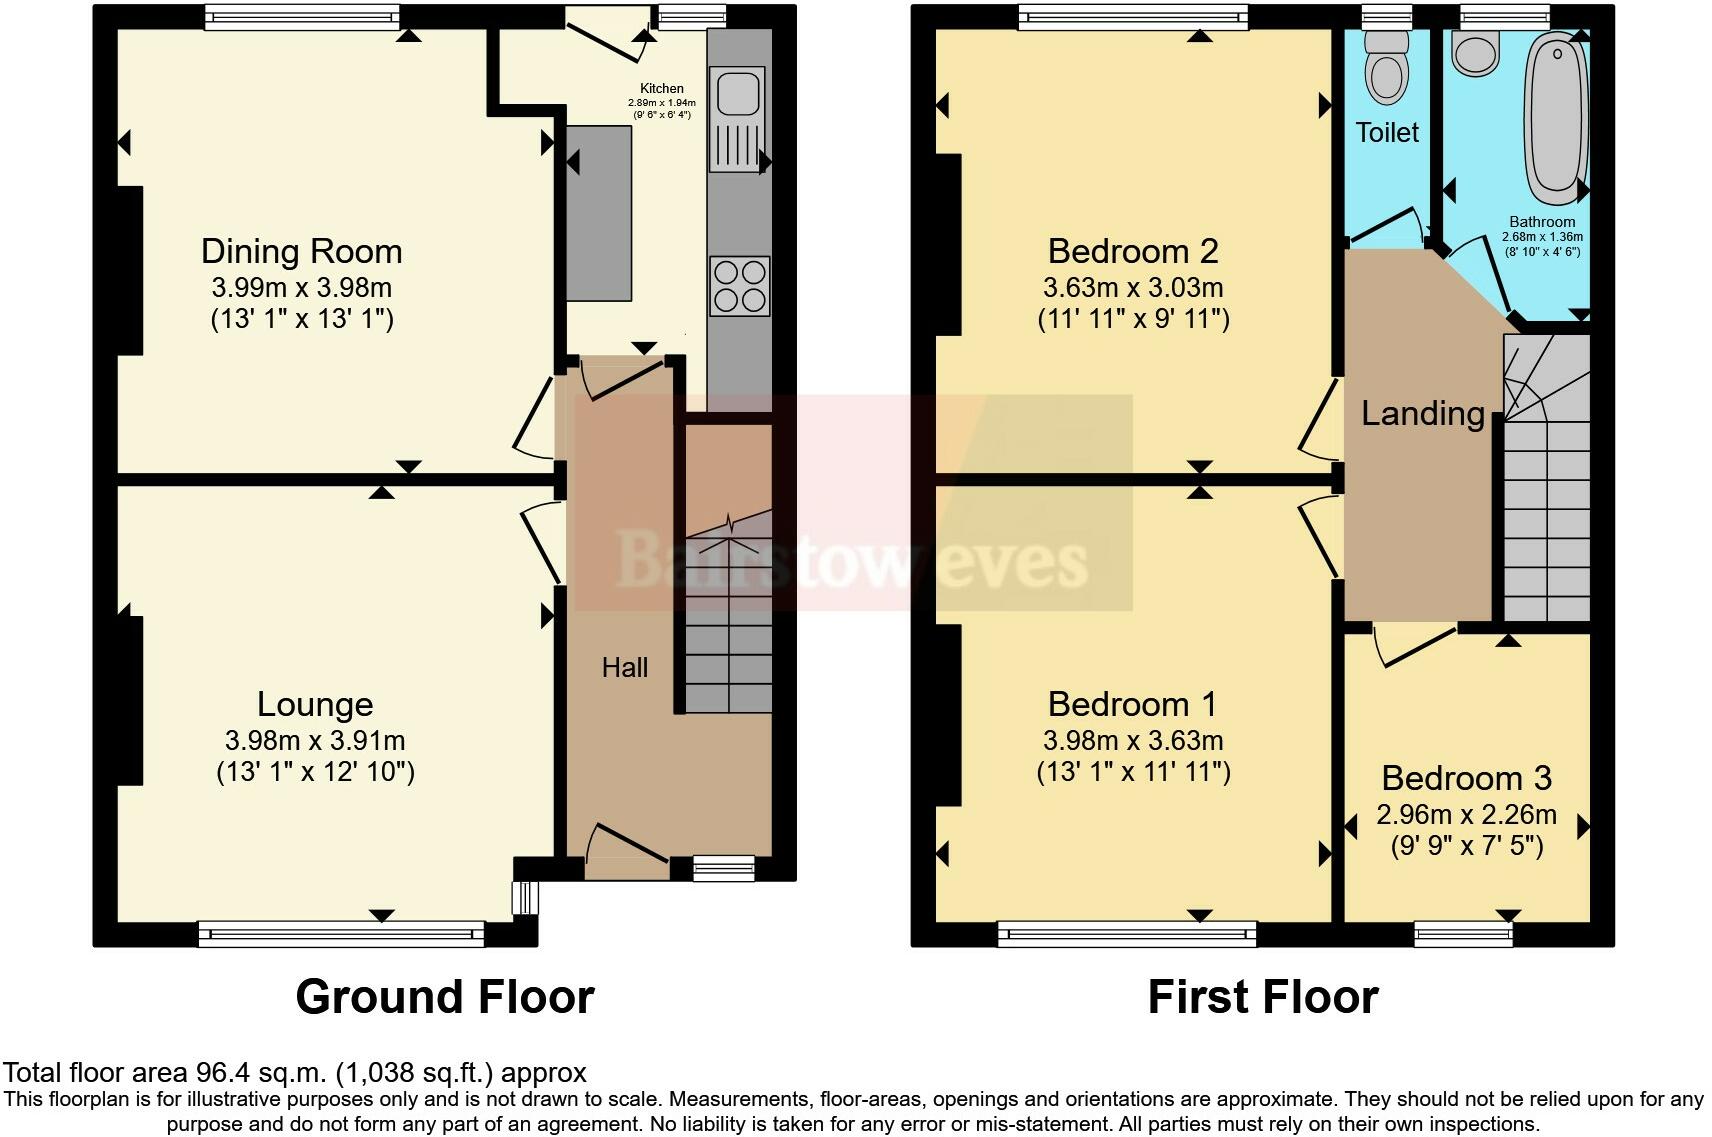 Kitchen
2.89m x 1.94m
(9' 6" x 6' 4")
Dining Room
3.99m x 3.98m
(13' 1" x 13' 1")
Lounge
3.98m x 3.91m
(13' 1" x 12' 10")
Hall
Bairstow eves
Ground Floor
Bedroom 2
3.63m x 3.03m
(11' 11" x 9' 11")
Toilet
Bathroom
2.68m x 1.36m
(8' 10" x 4' 6")
Landing
Bedroom 1
3.98m x 3.63m
(13' 1" x 11' 11")
Bedroom 3
2.96m x 2.26m
(9' 9" x 7' 5")
First Floor
Total floor area 96.4 sq.m. (1,038 sq.ft.) approx
This floorplan is for illustrative purposes only and is not drawn to scale. Measurements, floor-areas, openings and orientations are approximate. They should not be relied upon for any
purpose and do not form any part of an agreement. No liability is taken for any error or mis-statement. All parties must rely on their own inspections.